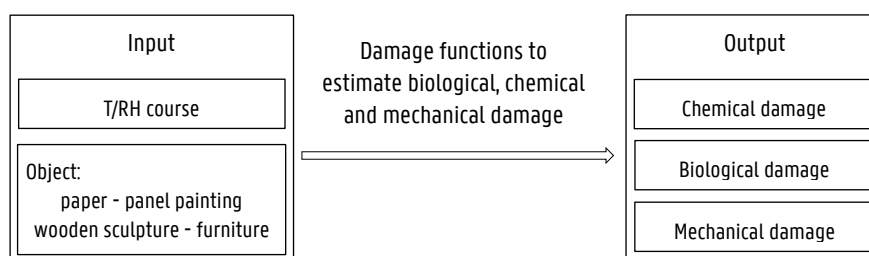 Input
T/RH course
Object:
paper - panel painting
wooden sculpture - furniture
Damage functions to
estimate biological, chemical
and mechanical damage
Output
Chemical damage
Biological damage
Mechanical damage